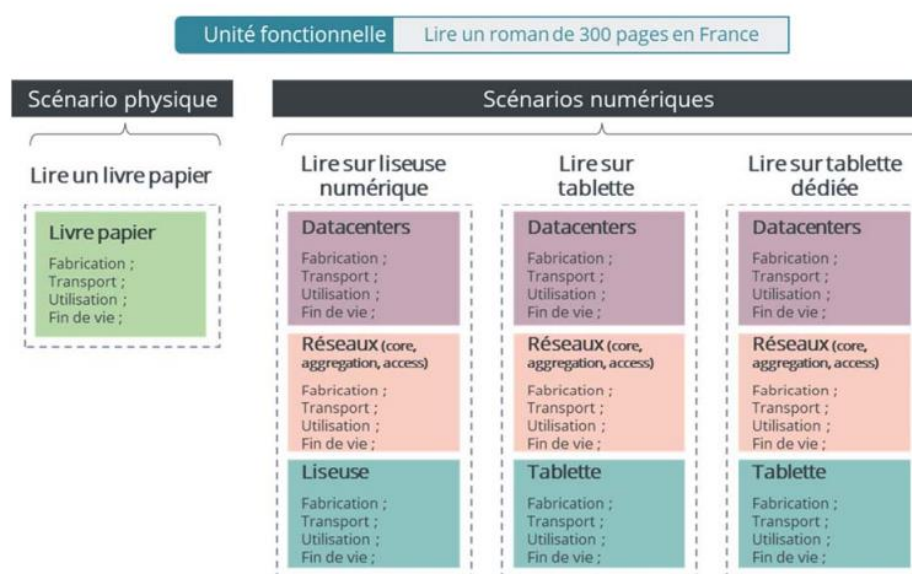 Unité fonctionnelle
Lire un roman de 300 pages en France
Scénario physique
Scénarios numériques
Lire un livre papier
Livre papier
Fabrication ;
Transport ;
Utilisation ;
Fin de vie ;
Lire sur liseuse
numérique
Datacenters
Fabrication ;
Transport ;
Utilisation ;
Fin de vie ;
Réseaux (core,
aggregation, access)
Fabrication ;
Transport ;
Utilisation ;
Fin de vie ;
Liseuse
Fabrication ;
Transport ;
Utilisation ;
Fin de vie ;
Lire sur
tablette
Datacenters
Fabrication ;
Transport ;
Utilisation ;
Fin de vie ;
Réseaux (core,
aggregation, access)
Fabrication ;
Transport ;
Utilisation ;
Fin de vie ;
Tablette
Fabrication ;
Transport ;
Utilisation ;
Fin de vie ;
Lire sur tablette
dédiée
Datacenters
Fabrication ;
Transport ;
Utilisation ;
Fin de vie ;
Réseaux (core,
aggregation, access)
Fabrication ;
Transport ;
Utilisation ;
Fin de vie ;
Tablette
Fabrication ;
Transport ;
Utilisation ;
Fin de vie ;